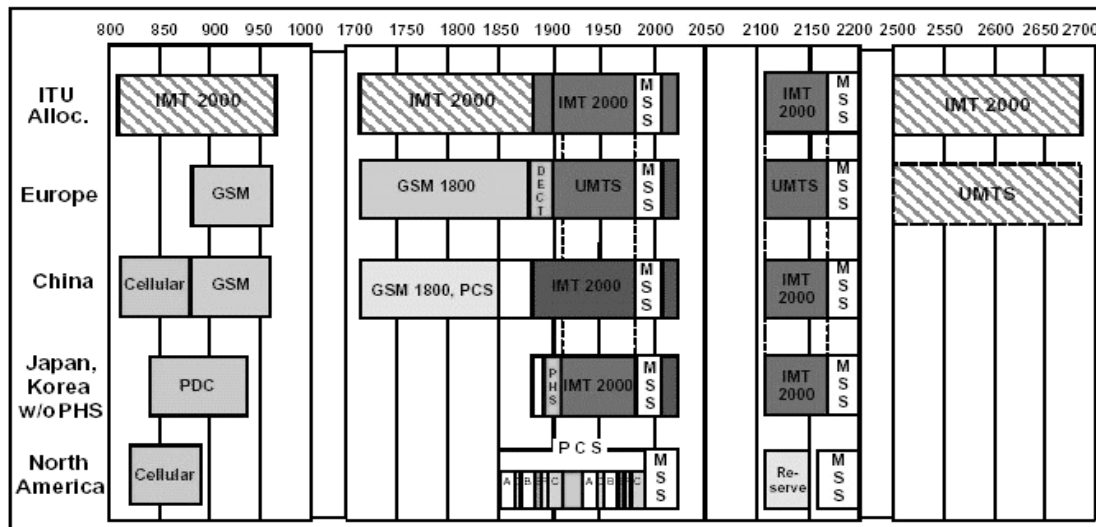 800 850 900 950 1000 1700 1750 1800 1850 1900 1950 2000 2050 2100 2150 2200 2500 2550 2600 2650 2700
ITU
Alloc.
IMT 2000
IMT 2000
IMT 2000
M
S
S
IMT
2000
M
S
S
IMT 2000
Europe
GSM
GSM 1800
D
E
C
T
UMTS
M
S
S
UMTS
M
S
S
UMTS
China
Cellular
GSM
GSM 1800, PCS
IMT 2000
M
S
S
IMT
2000
M
S
S
Japan,
Korea
w/o PHS
PDC
P
H
S
IMT 2000
M
S
S
IMT
2000
M
S
S
North
America
Cellular
PCS
A B C A B C
M
S
S
Re-
serve
M
S
S